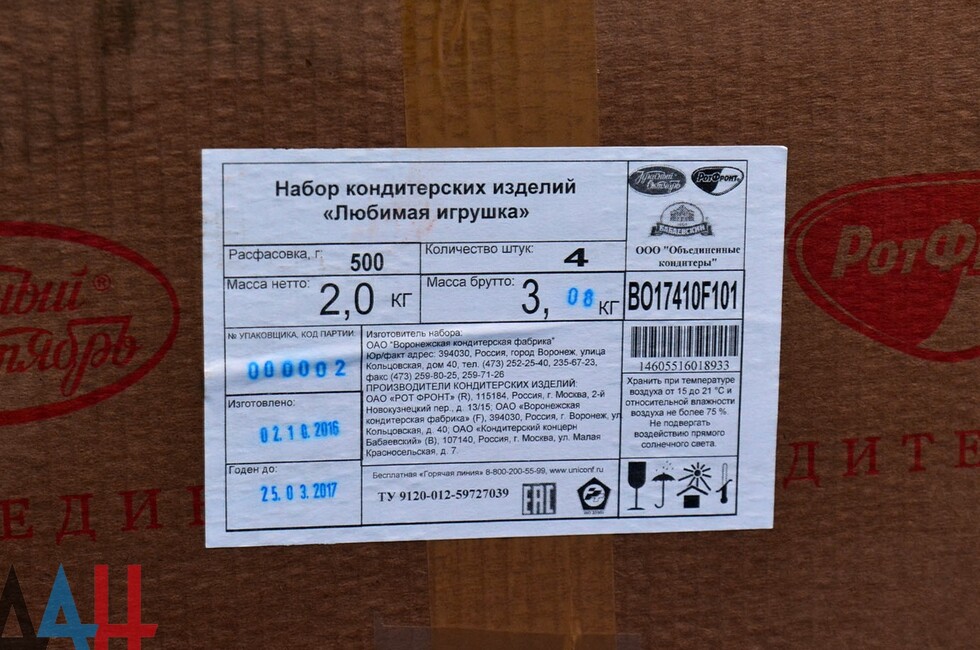 Набор кондитерских изделий
«Любимая игрушка»
Красный Октябрь
РотФронт
БАБАЕВСКИЙ
ООО "Объединенные
кондитеры"
Расфасовка, г: 500
Количество штук: 4
Масса нетто: 2,0 кг
Масса брутто: 3, 08 кг
ВО17410F101
№ УПАКОВЩИКА, КОД ПАРТИИ
000002
Изготовлено:
02.10.2016
Годен до:
25.03.2017
Изготовитель набора:
ОАО "Воронежская кондитерская фабрика"
Юр/факт адрес: 394030, Россия, город Воронеж, улица
Кольцовская, дом 40, тел. (473) 252-25-40, 235-67-23,
факс (473) 259-80-25, 259-71-26
ПРОИЗВОДИТЕЛИ КОНДИТЕРСКИХ ИЗДЕЛИЙ:
ОАО «РОТ ФРОНТ» (R), 115184, Россия, г. Москва, 2-й
Новокузнецкий пер., д. 13/15; ОАО «Воронежская
кондитерская фабрика» (F), 394030, Россия, г. Воронеж, ул.
Кольцовская, д. 40; ОАО «Кондитерский концерн
Бабаевский» (В), 107140, Россия, г. Москва, ул. Малая
Красносельская, д. 7.
Бесплатная «Горячая линия» 8-800-200-55-99, www.uniconf.ru
ТУ 9120-012-59727039
ЕАС
14605516018933
Хранить при температуре
воздуха от 15 до 21 °С и
относительной влажности
воздуха не более 75 %
Не подвергать
воздействию прямого
солнечного света.
ный ®
тябрь
РотФр
ЕДИН
ДИТЕ
ДАН